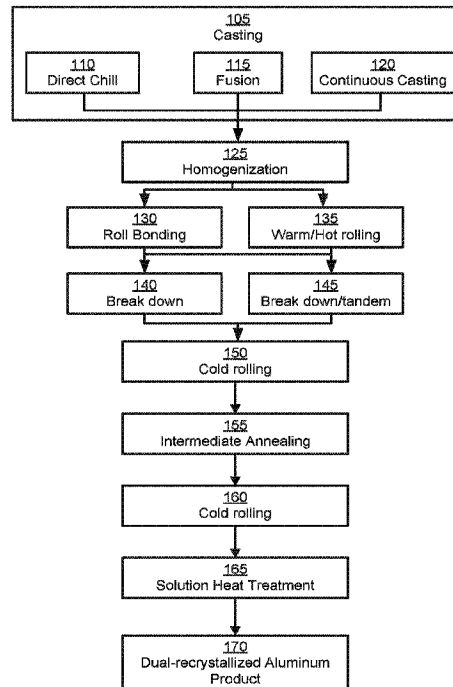 105
Casting
110
Direct Chill
115
Fusion
120
Continuous Casting
125
Homogenization
130
Roll Bonding
135
Warm/Hot rolling
140
Break down
145
Break down/tandem
150
Cold rolling
155
Intermediate Annealing
160
Cold rolling
165
Solution Heat Treatment
170
Dual-recrystallized Aluminum
Product